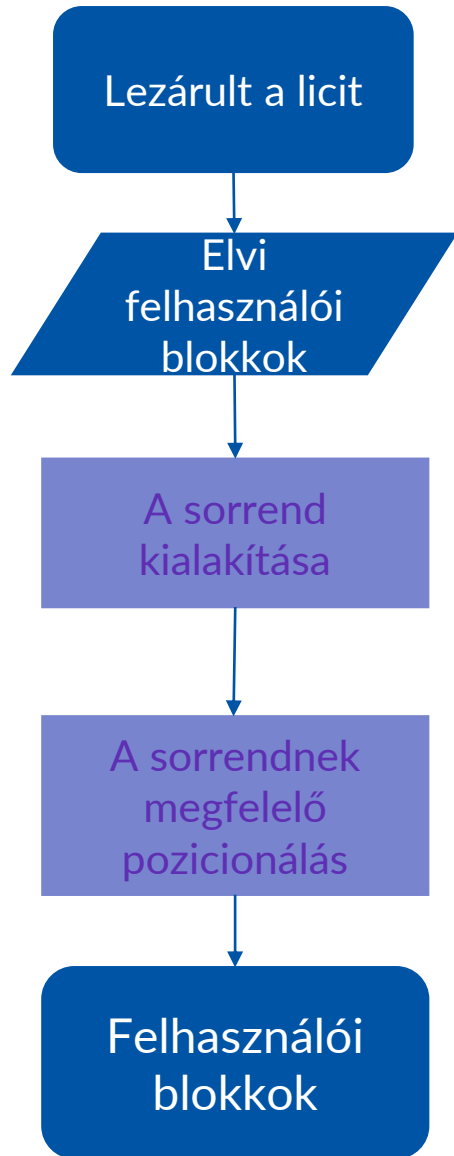 Lezárult a licit
Elvi
felhasználói
blokkok
A sorrend
kialakítása
A sorrendnek
megfelelő
pozicionálás
Felhasználói
blokkok